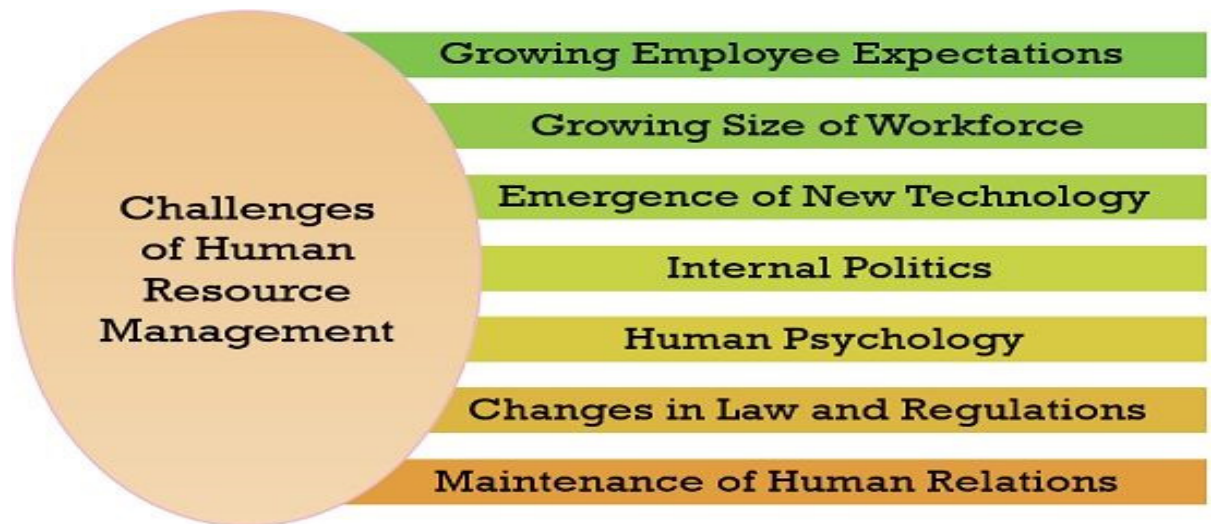 Challenges
of Human
Resource
Management
Growing Employee Expectations
Growing Size of Workforce
Emergence of New Technology
Internal Politics
Human Psychology
Changes in Law and Regulations
Maintenance of Human Relations